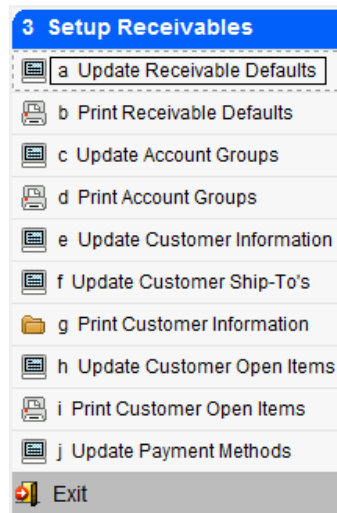 3 Setup Receivables
a Update Receivable Defaults
b Print Receivable Defaults
c Update Account Groups
d Print Account Groups
e Update Customer Information
f Update Customer Ship-To's
g Print Customer Information
h Update Customer Open Items
i Print Customer Open Items
j Update Payment Methods
Exit